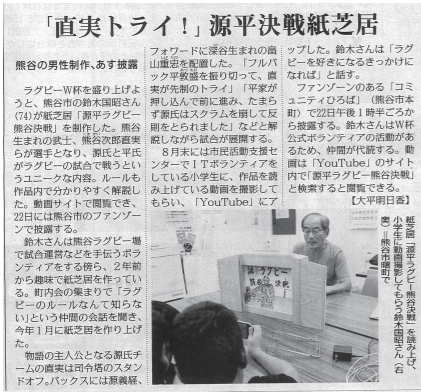 「直実トライ！」源平決戦紙芝居
熊谷の男性制作、あす披露
ラグビーW杯を盛り上げよ
うと、熊谷市の鈴木国昭さん
(74)が紙芝居「源平ラグビー
熊谷決戦」を制作した。熊谷
生まれの武士、熊谷次郎直実
らが選手となり、源氏と平氏
がラグビーの試合で戦うとい
うユニークな内容。ルールも
作品内で分かりやすく解説し
た。動画サイトで閲覧でき、
22日には熊谷市のファンゾー
ンで披露する。
鈴木さんは熊谷ラグビー場
で試合運営などを手伝うボラ
ンティアをする傍ら、2年前
から趣味で紙芝居を作ってい
る。町内会の集まりで「ラグ
ビーのルールなんて知らな
い」という仲間の会話を聞き、
今年1月に紙芝居を作り上げ
た。
物語の主人公となる源氏チ
ームの直実は司令塔のスタン
ドオフ。バックスには源義経、
フォワードに深谷生まれの畠
山重忠を配置した。「フルバ
ック平敦盛を振り切って、直
実が先制のトライ」「平家が
押し込んで前に進み、たまら
ず源氏はスクラムを崩して反
則をとられました」などと解
説しながら試合が展開する。
8月末には市民活動支援セ
ンターでITボランティアを
している小学生に、作品を読
み上げている動画を撮影して
もらい、「YouTube」にア
ップした。鈴木さんは「ラグ
ビーを好きになるきっかけに
なれば」と話す。
ファンゾーンのある「コミ
ュニティひろば」（熊谷市本
町）で22日午後1時半ごろか
ら披露する。鈴木さんはW杯
公式ボランティアの活動があ
るため、仲間が代読する。動
画は「YouTube」のサイト
内で「源平ラグビー熊谷決戦」
と検索すると閲覧できる。
【大平明日香】
紙芝居「源平ラグビー熊谷決戦」を読み上げ、
小学生に動画撮影してもらう鈴木国昭さん（右
奥）＝熊谷市曙町で